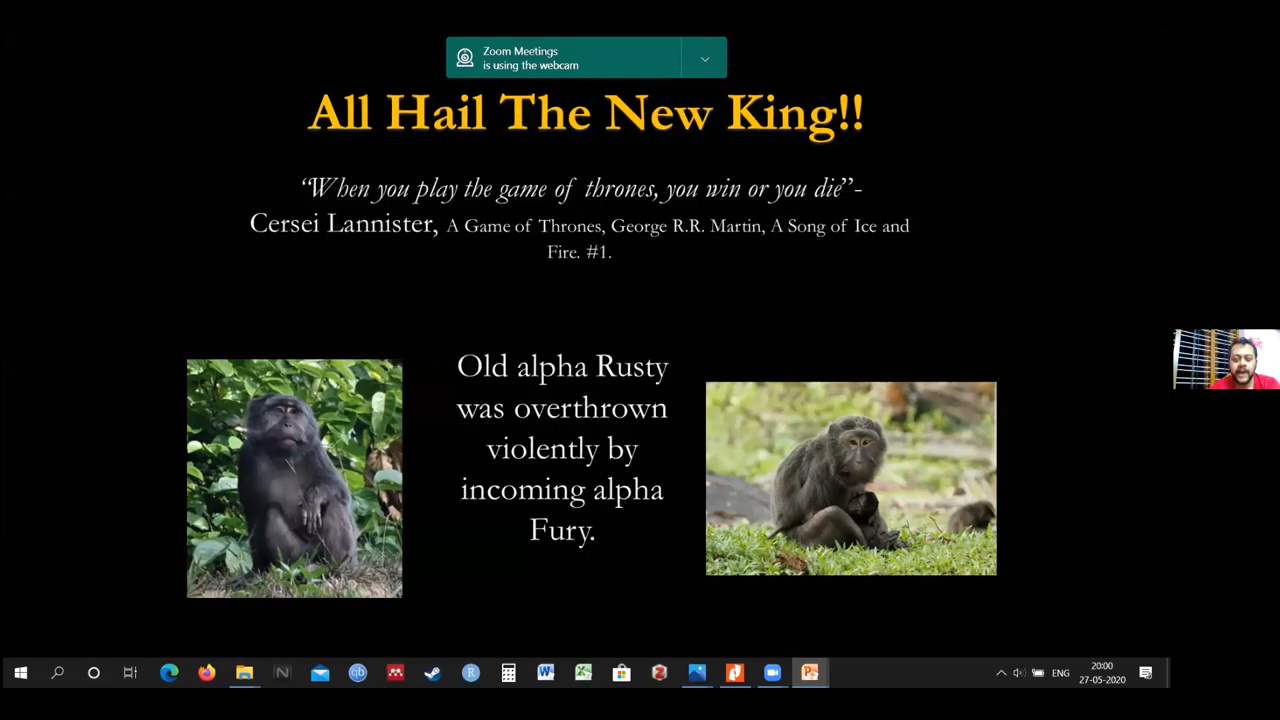 Zoom Meetings
is using the webcam
All Hail The New King!!
“When you play the game of thrones, you win or you die”-
Cersei Lannister, A Game of Thrones, George R.R. Martin, A Song of Ice and
Fire. #1.
Old alpha Rusty
was overthrown
violently by
incoming alpha
Fury.
ENG
20:00
27-05-2020